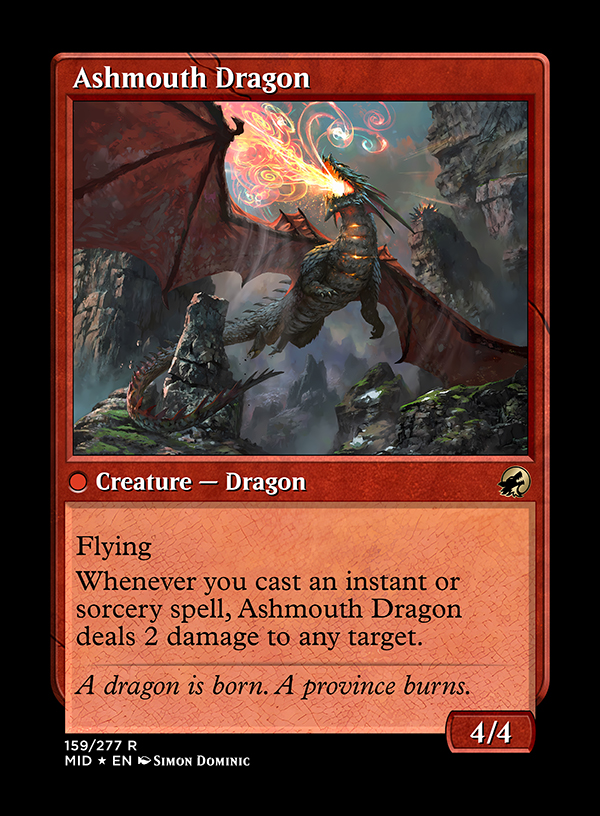 Ashmouth Dragon
Creature — Dragon
Flying
Whenever you cast an instant or
sorcery spell, Ashmouth Dragon
deals 2 damage to any target.
A dragon is born. A province burns.
4/4
159/277 R
MID ★ EN Simon Dominic